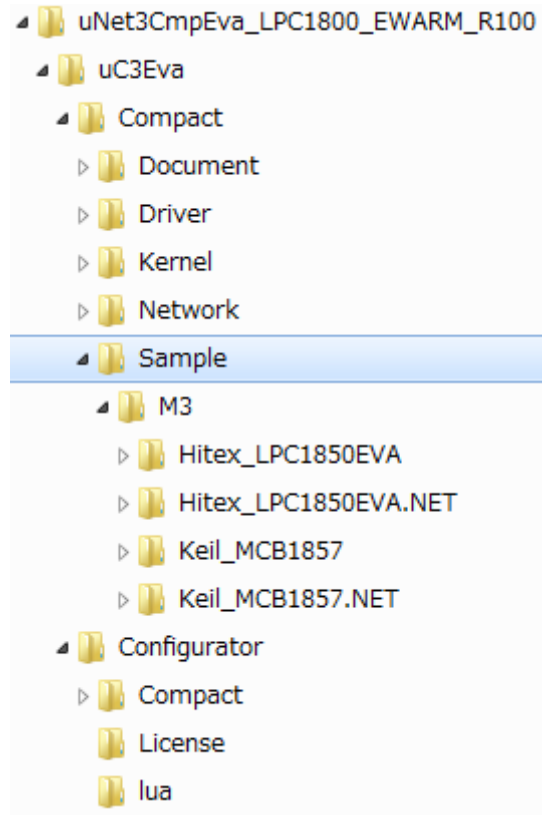 uNet3CmpEva_LPC1800_EWARM_R100
uC3Eva
Compact
Document
Driver
Kernel
Network
Sample
M3
Hitex_LPC1850EVA
Hitex_LPC1850EVA.NET
Keil_MCB1857
Keil_MCB1857.NET
Configurator
Compact
License
lua